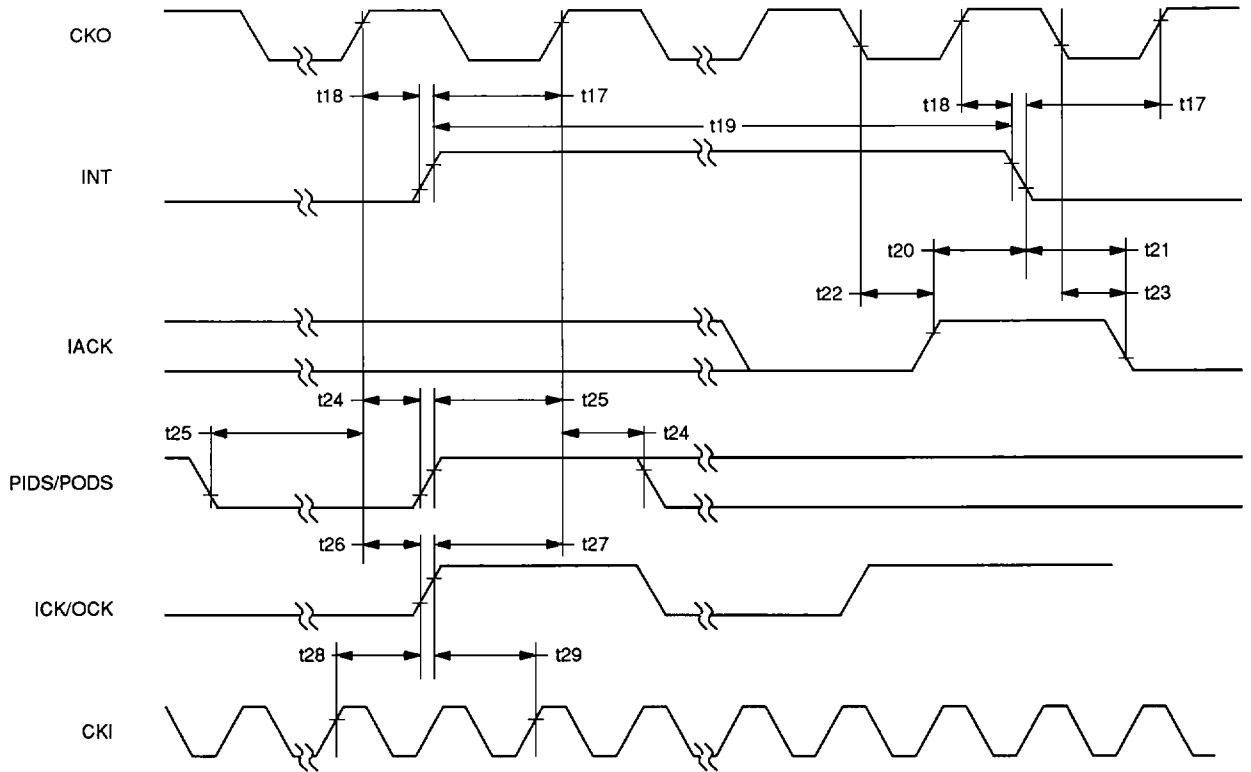 CKO
t18 t17 t18 t17
t19
INT
t20 t21
t22 t23
IACK
t24 t25
t25 t24
PIDS/PODS
t26 t27
ICK/OCK
t28 t29
CKI